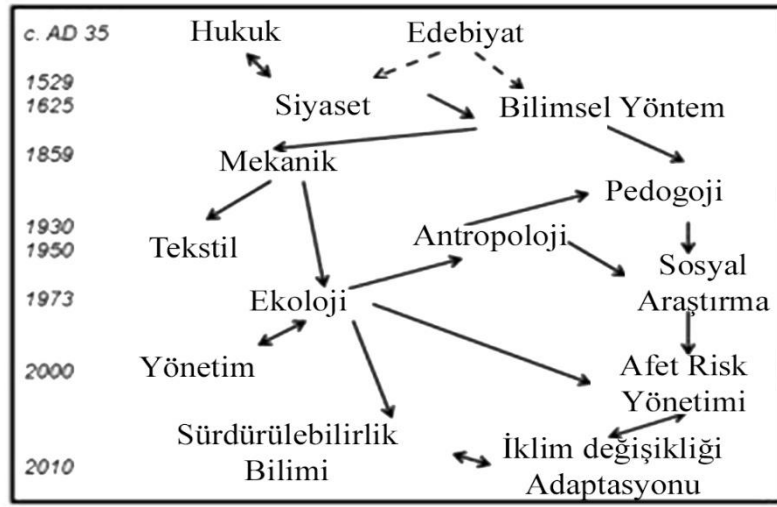 c. AD 35 Hukuk Edebiyat
1529
1625 Siyaset Bilimsel Yöntem
1859 Mekanik
Pedogoji
1930 Antropoloji
1950 Tekstil Sosyal
1973 Ekoloji Araştırma
2000 Yönetim Afet Risk
Yönetimi
Sürdürülebilirlik İklim değişikliği
2010 Bilimi Adaptasyonu